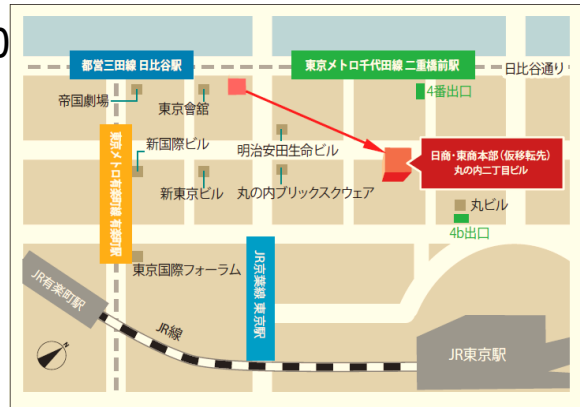 都営三田線 日比谷駅
東京メトロ千代田線 二重橋前駅
日比谷通り
帝国劇場
東京會舘
4番出口
東京メトロ有楽町線 有楽町駅
新国際ビル
明治安田生命ビル
日商・東商本部（仮移転先）
丸の内二丁目ビル
新東京ビル
丸の内ブリックスクウェア
丸ビル
4b出口
東京国際フォーラム
JR京葉線 東京駅
JR有楽町駅
JR線
JR東京駅
N